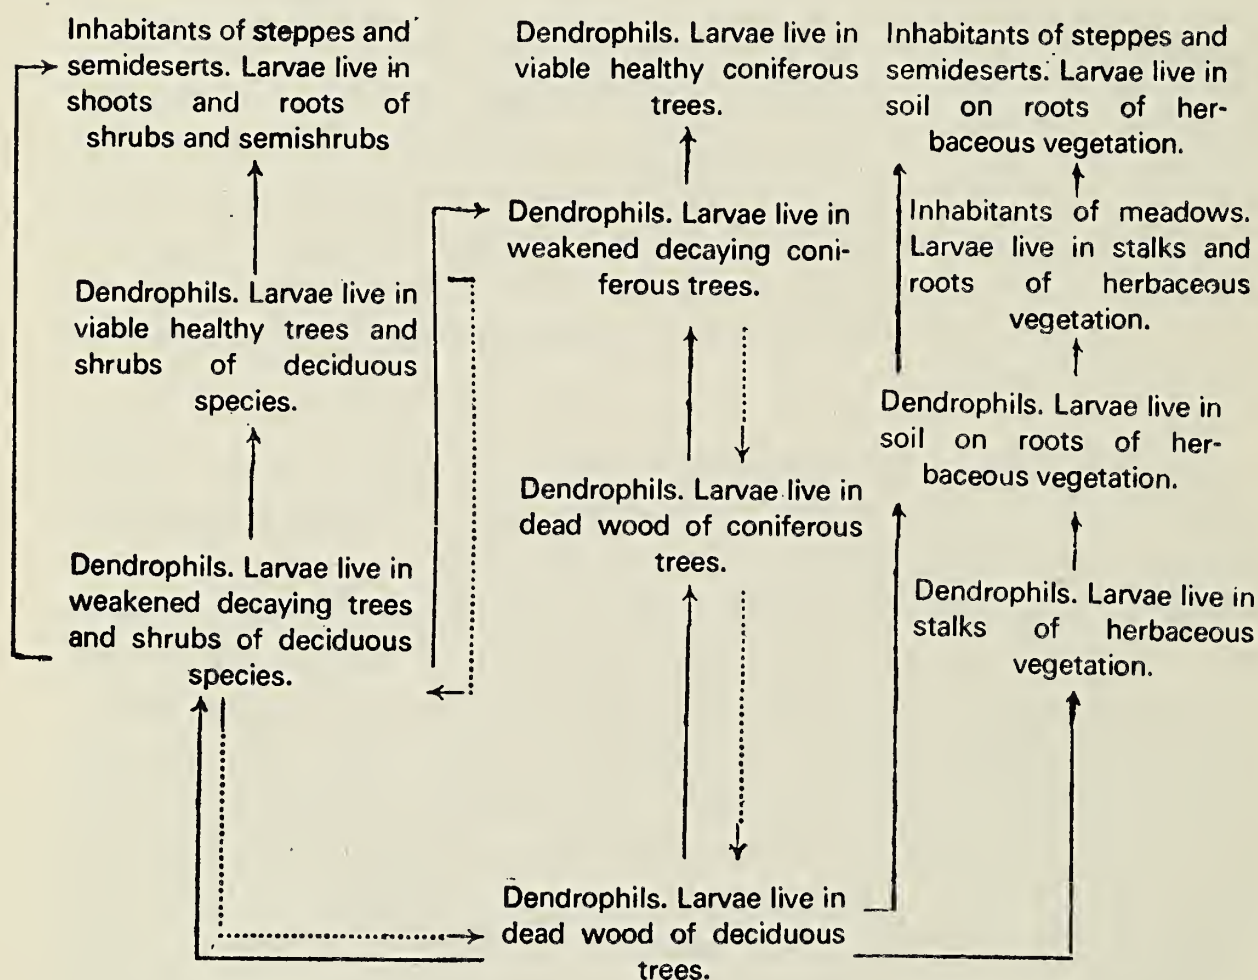 Inhabitants of steppes and
semideserts. Larvae live in
shoots and roots of
shrubs and semishrubs
Dendrophils. Larvae live in
viable healthy trees and
shrubs of deciduous
species.
Dendrophils. Larvae live in
weakened decaying trees
and shrubs of deciduous
species.
Dendrophils. Larvae live in
viable healthy coniferous
trees.
Dendrophils. Larvae live in
weakened decaying coni-
ferous trees.
Dendrophils. Larvae live in
dead wood of coniferous
trees.
Dendrophils. Larvae live in
dead wood of deciduous
trees.
Inhabitants of steppes and
semideserts. Larvae live in
soil on roots of her-
baceous vegetation.
Inhabitants of meadows.
Larvae live in stalks and
roots of herbaceous
vegetation.
Dendrophils. Larvae live in
soil on roots of her-
baceous vegetation.
Dendrophils. Larvae live in
stalks of herbaceous
vegetation.